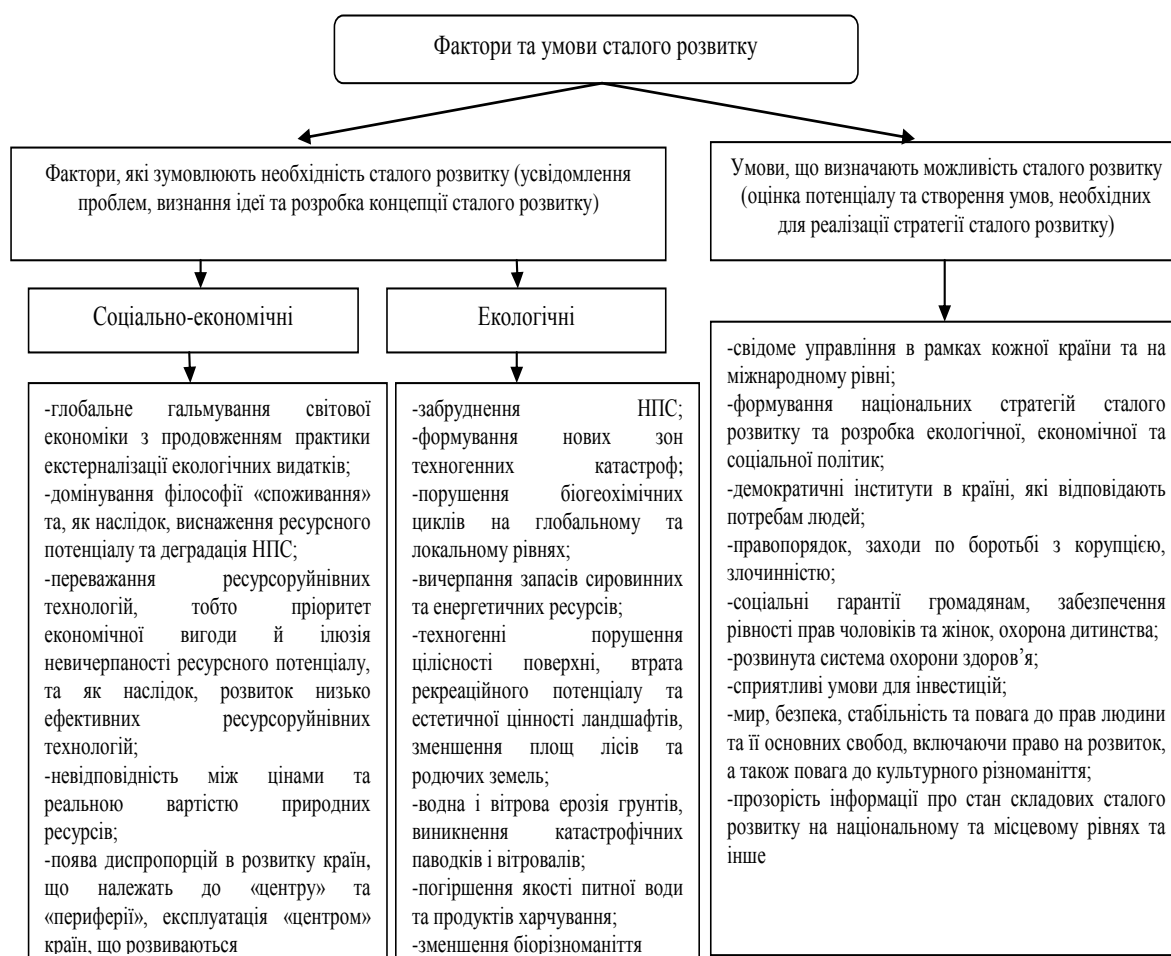 Фактори та умови сталого розвитку
Фактори, які зумовлюють необхідність сталого розвитку (усвідомлення
проблем, визнання ідеї та розробка концепції сталого розвитку)
Умови, що визначають можливість сталого розвитку
(оцінка потенціалу та створення умов, необхідних
для реалізації стратегії сталого розвитку)
Соціально-економічні
Екологічні
-глобальне гальмування світової
економіки з продовженням практики
екстерналізації екологічних видатків;
-домінування філософії «споживання»
та, як наслідок, виснаження ресурсного
потенціалу та деградація НПС;
-переважання ресурсоруйнівних
технологій, тобто пріоритет
економічної вигоди й ілюзія
невичерпаності ресурсного потенціалу,
та як наслідок, розвиток низько
ефективних ресурсоруйнівних
технологій;
-невідповідність між цінами та
реальною вартістю природних
ресурсів;
-поява диспропорцій в розвитку країн,
що належать до «центру» та
«периферії», експлуатація «центром»
країн, що розвиваються
-забруднення НПС;
-формування нових зон
техногенних катастроф;
-порушення біогеохімічних
циклів на глобальному та
локальному рівнях;
-вичерпання запасів сировинних
та енергетичних ресурсів;
-техногенні порушення
цілісності поверхні, втрата
рекреаційного потенціалу та
естетичної цінності ландшафтів,
зменшення площ лісів та
родючих земель;
-водна і вітрова ерозія грунтів,
виникнення катастрофічних
паводків і вітровалів;
-погіршення якості питної води
та продуктів харчування;
-зменшення біорізноманіття
-свідоме управління в рамках кожної країни та на
міжнародному рівні;
-формування національних стратегій сталого
розвитку та розробка екологічної, економічної та
соціальної політик;
-демократичні інститути в країні, які відповідають
потребам людей;
-правопорядок, заходи по боротьбі з корупцією,
злочинністю;
-соціальні гарантії громадянам, забезпечення
рівності прав чоловіків та жінок, охорона дитинства;
-розвинута система охорони здоров’я;
-сприятливі умови для інвестицій;
-мир, безпека, стабільність та повага до прав людини
та її основних свобод, включаючи право на розвиток,
а також повага до культурного різноманіття;
-прозорість інформації про стан складових сталого
розвитку на національному та місцевому рівнях та
інше